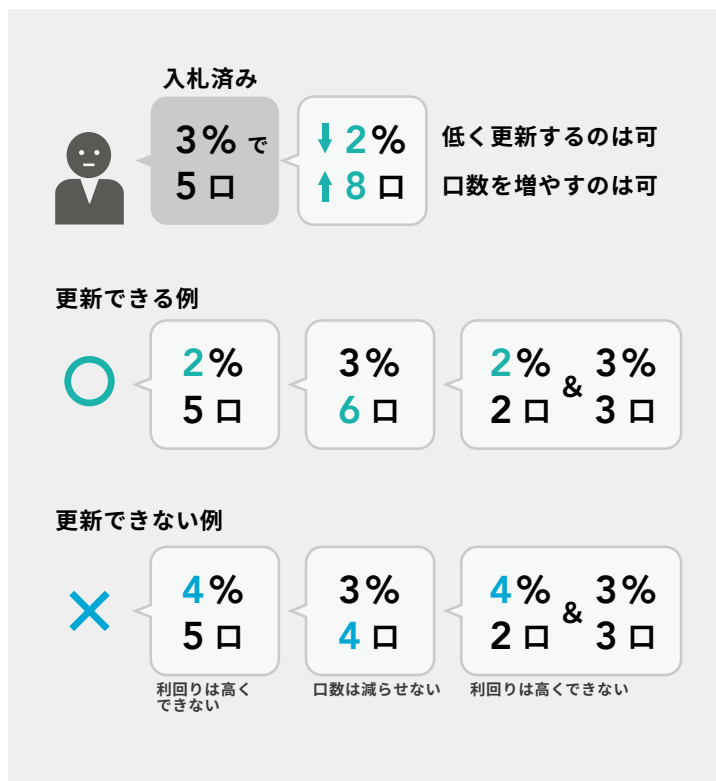 入札済み
3% で
5 口
↓ 2%
↑ 8 口
低く更新するのは可
口数を増やすのは可
更新できる例
2%
5 口
3%
6 口
2% & 3%
2 口 3 口
更新できない例
4%
5 口
3%
4 口
4% & 3%
2 口 3 口
利回りは高く
できない
口数は減らせない
利回りは高くできない